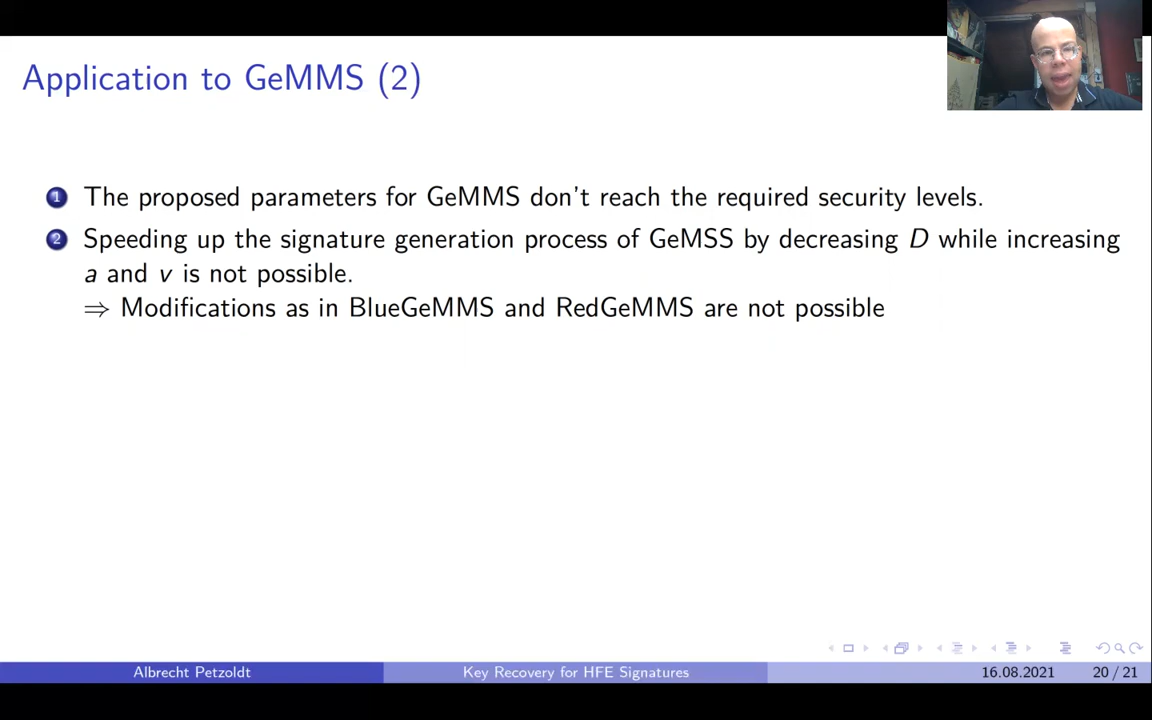 Application to GeMMS (2)
1 The proposed parameters for GeMMS don't reach the required security levels.
2 Speeding up the signature generation process of GeMSS by decreasing D while increasing
a and v is not possible.
⇒ Modifications as in BlueGeMMS and RedGeMMS are not possible
Albrecht Petzoldt
Key Recovery for HFE Signatures
16.08.2021
20 / 21